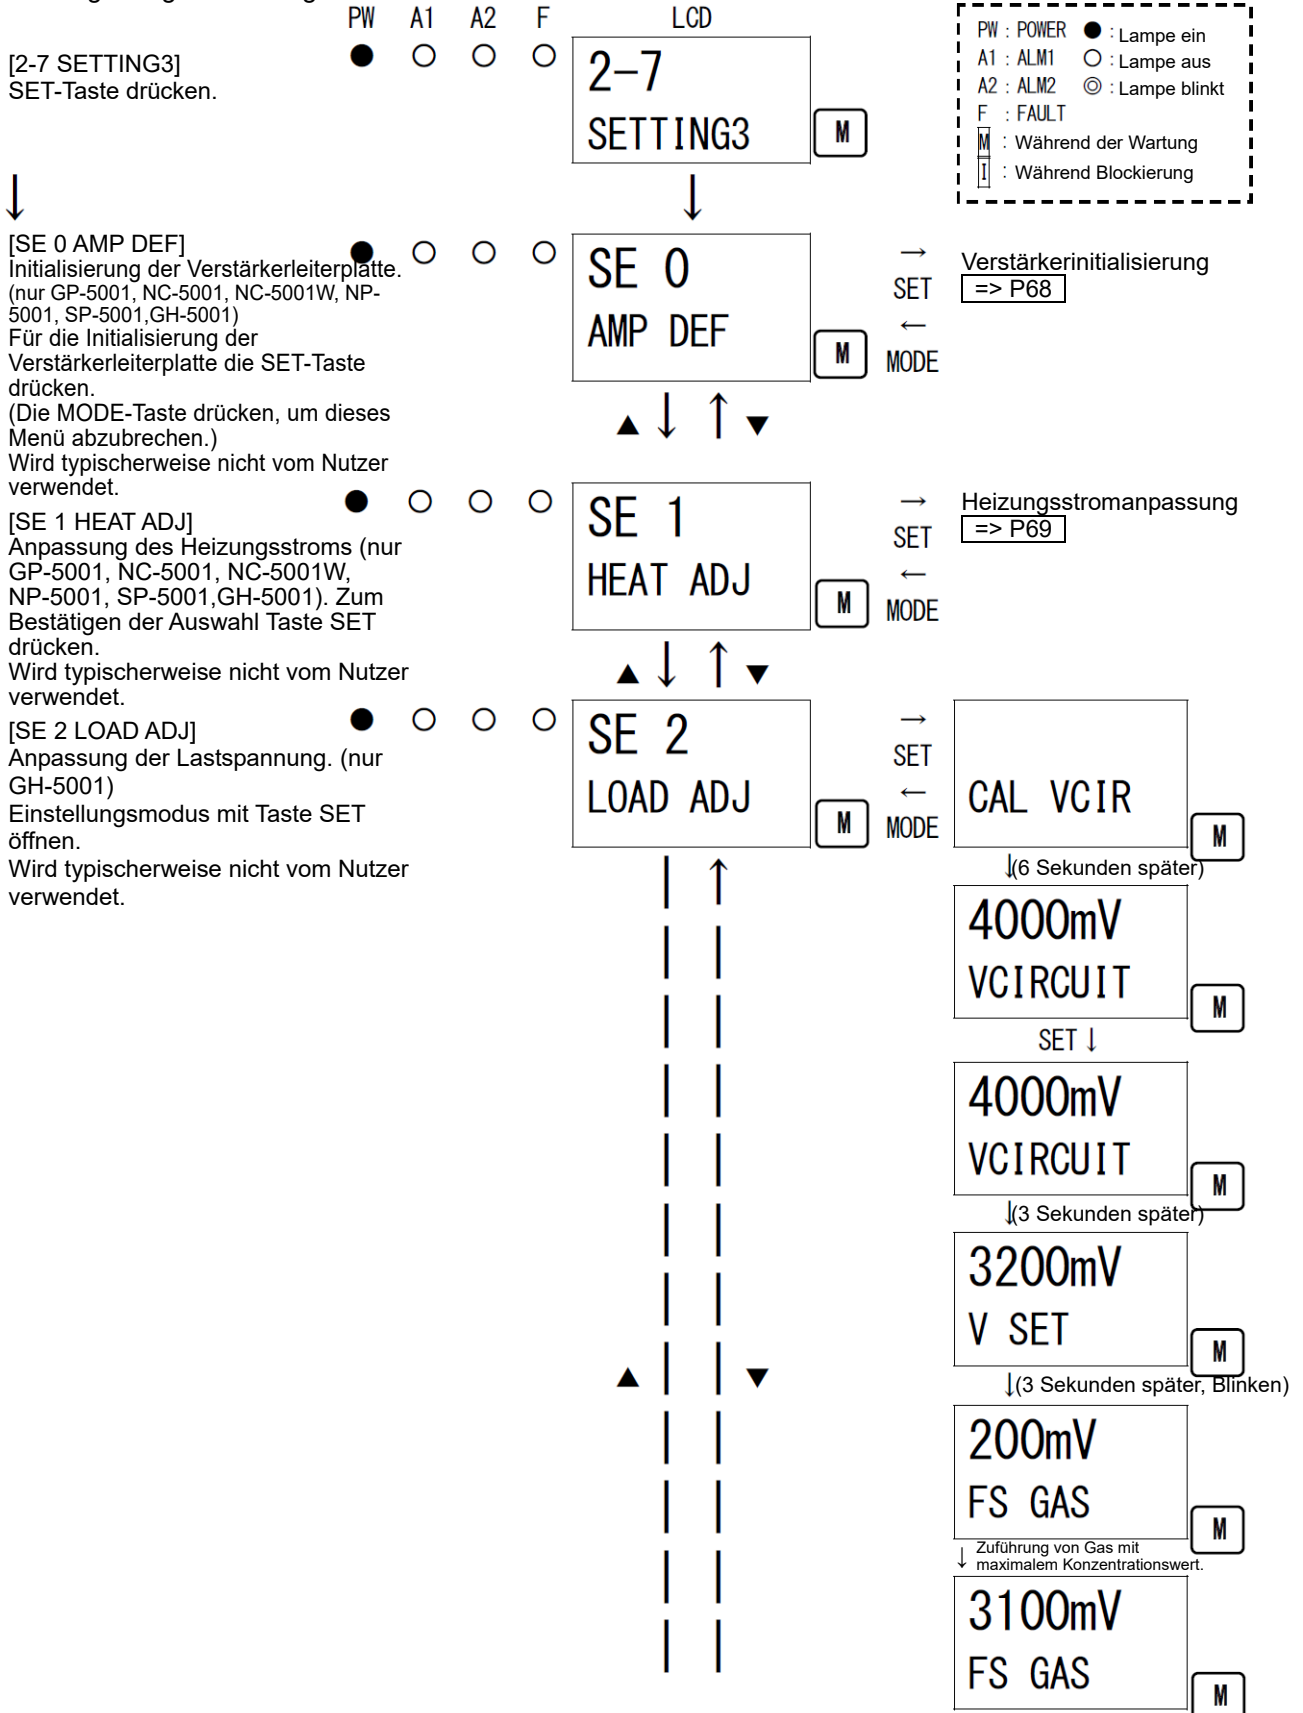 PW A1 A2 F LCD
PW : POWER ● : Lampe ein
A1 : ALM1 ○ : Lampe aus
A2 : ALM2 ◎ : Lampe blinkt
F : FAULT
M : Während der Wartung
I : Während Blockierung
[2-7 SETTING3]
SET-Taste drücken.
● ○ ○ ○
2-7
SETTING3
M
↓
↓
[SE 0 AMP DEF]
Initialisierung der Verstärkerleiterplatte.
(nur GP-5001, NC-5001, NC-5001W, NP-
5001, SP-5001,GH-5001)
Für die Initialisierung der
Verstärkerleiterplatte die SET-Taste
drücken.
(Die MODE-Taste drücken, um dieses
Menü abzubrechen.)
Wird typischerweise nicht vom Nutzer
verwendet.
● ○ ○ ○
SE 0
AMP DEF
M
→
SET
←
MODE
Verstärkerinitialisierung
=> P68
▲ ↓ ↑ ▼
[SE 1 HEAT ADJ]
Anpassung des Heizungsstroms (nur
GP-5001, NC-5001, NC-5001W,
NP-5001, SP-5001,GH-5001). Zum
Bestätigen der Auswahl Taste SET
drücken.
Wird typischerweise nicht vom Nutzer
verwendet.
● ○ ○ ○
SE 1
HEAT ADJ
M
→
SET
←
MODE
Heizungsstromanpassung
=> P69
▲ ↓ ↑ ▼
[SE 2 LOAD ADJ]
Anpassung der Lastspannung. (nur
GH-5001)
Einstellungsmodus mit Taste SET
öffnen.
Wird typischerweise nicht vom Nutzer
verwendet.
● ○ ○ ○
SE 2
LOAD ADJ
M
→
SET
←
MODE
CAL VCIR
M
↓(6 Sekunden später)
4000mV
VCIRCUIT
M
SET ↓
4000mV
VCIRCUIT
M
↓(3 Sekunden später)
3200mV
V SET
M
▲ ▼
↓(3 Sekunden später, Blinken)
200mV
FS GAS
M
↓ Zuführung von Gas mit
maximalem Konzentrationswert.
3100mV
FS GAS
M